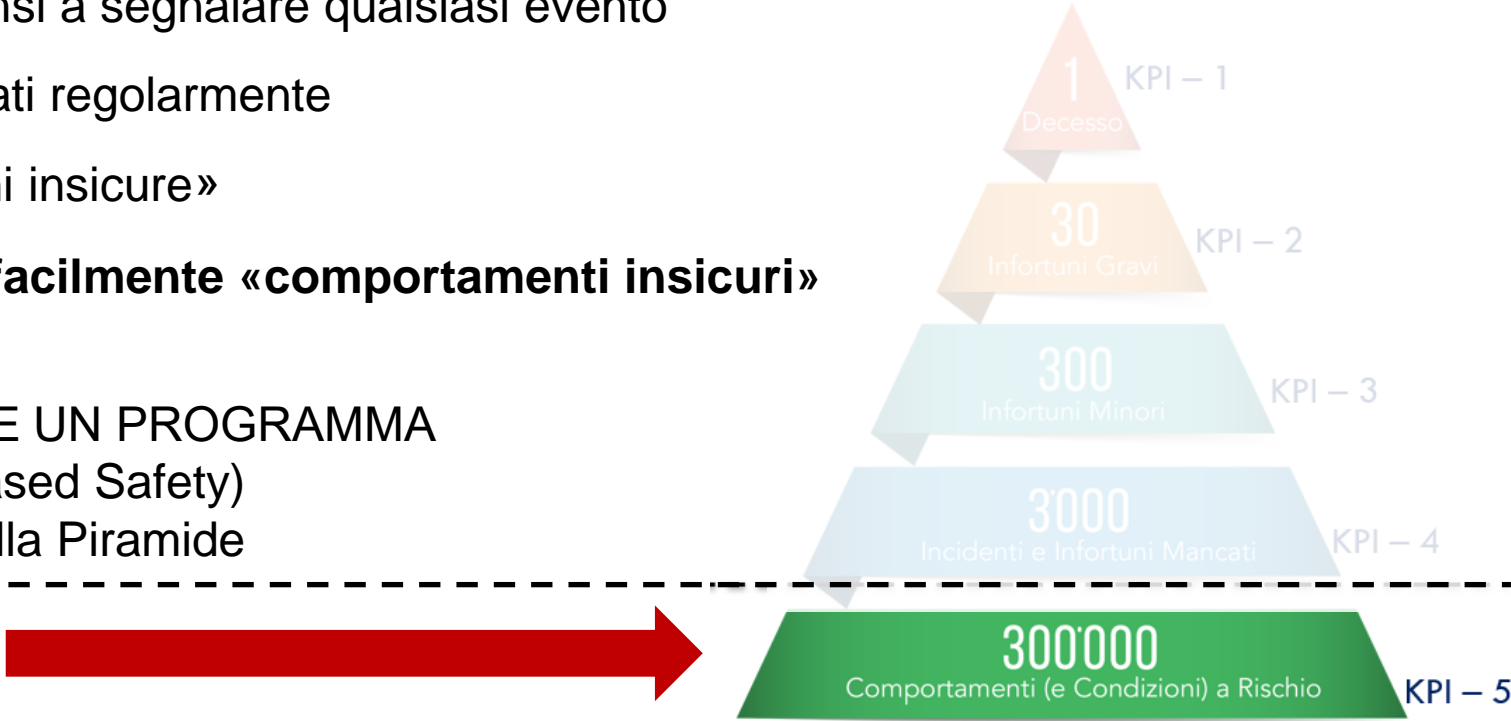 nsi a segnalare qualsiasi evento
ati regolarmente
ni insicure»
facilmente «comportamenti insicuri»
E UN PROGRAMMA
ased Safety)
lla Piramide
1
Decesso
KPI – 1
30
Infortuni Gravi
KPI – 2
300
Infortuni Minori
KPI – 3
3'000
Incidenti e Infortuni Mancati
KPI – 4
300'000
Comportamenti (e Condizioni) a Rischio
KPI – 5